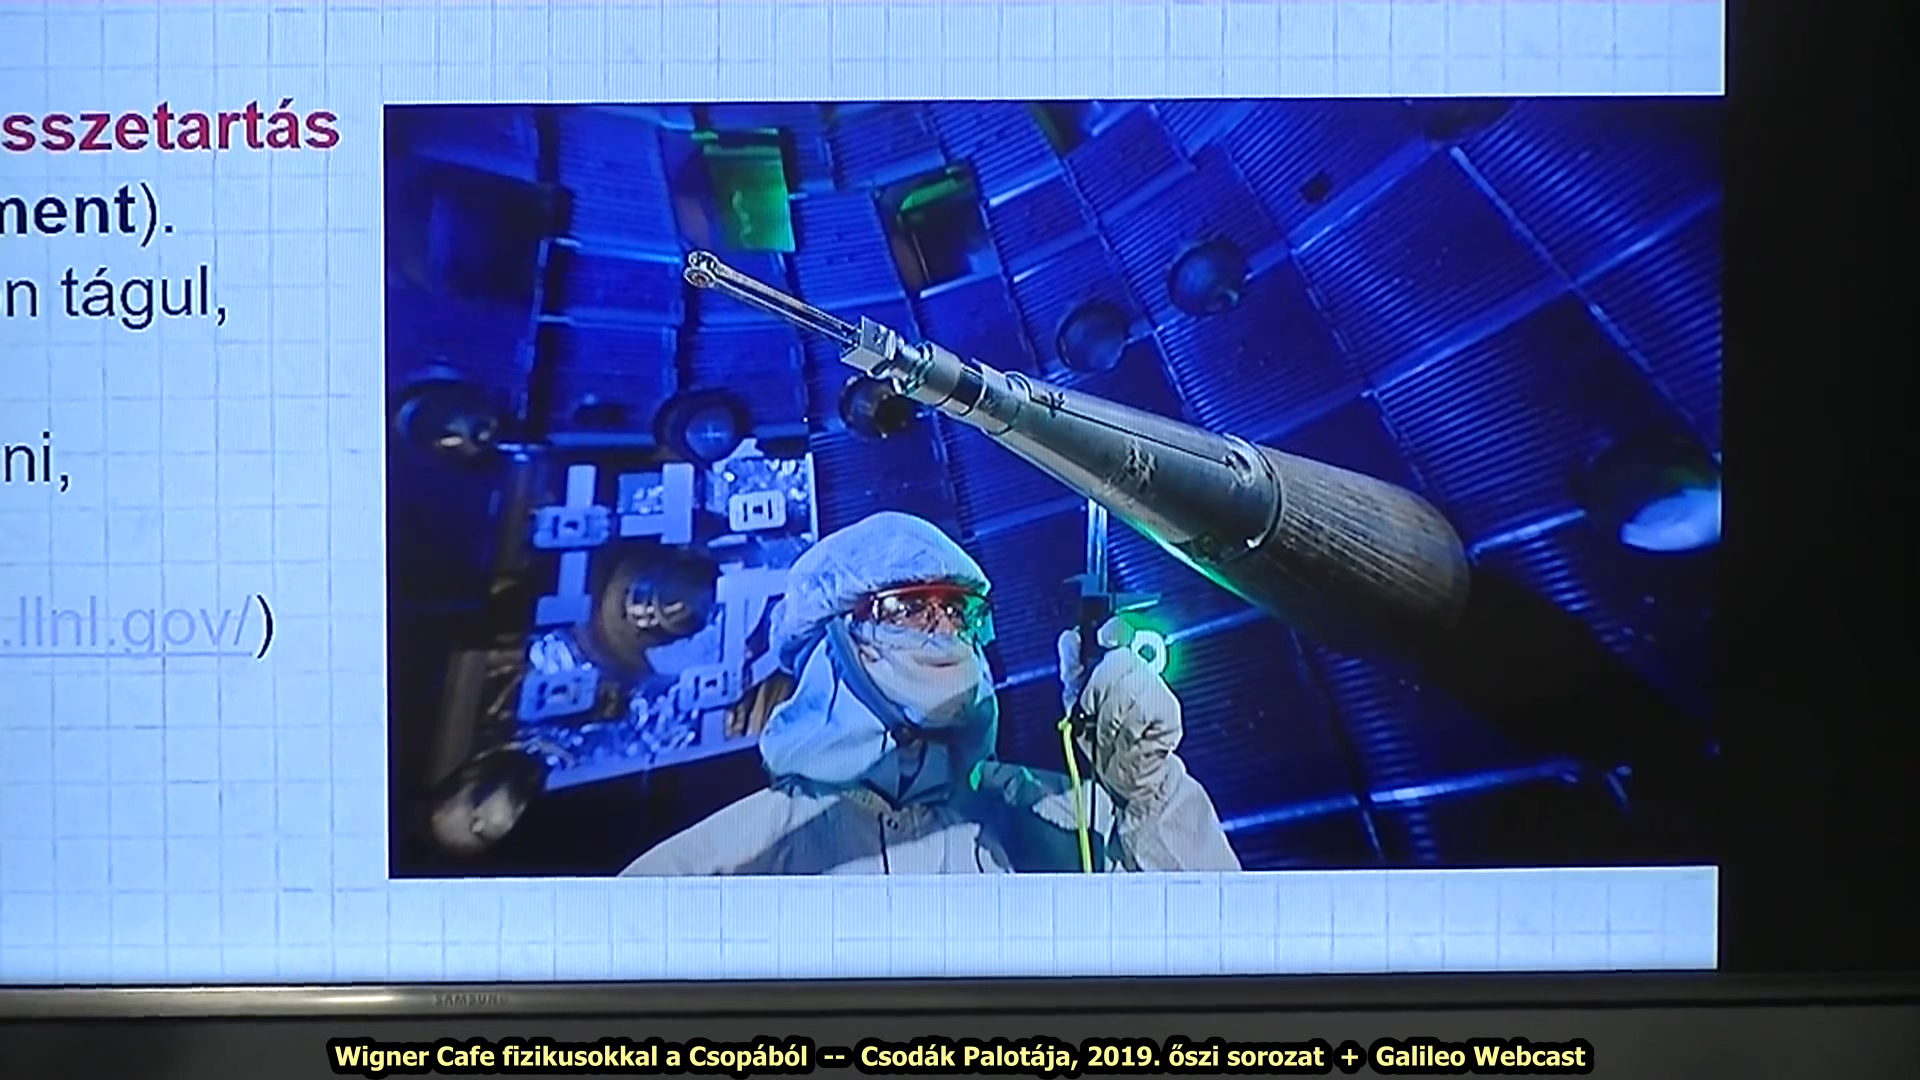 sszetartás
ment).
n tágul,
ni,
.llnl.gov/)
SAMSUNG
Wigner Cafe fizikusokkal a Csopából -- Csodák Palotája, 2019. őszi sorozat + Galileo Webcast